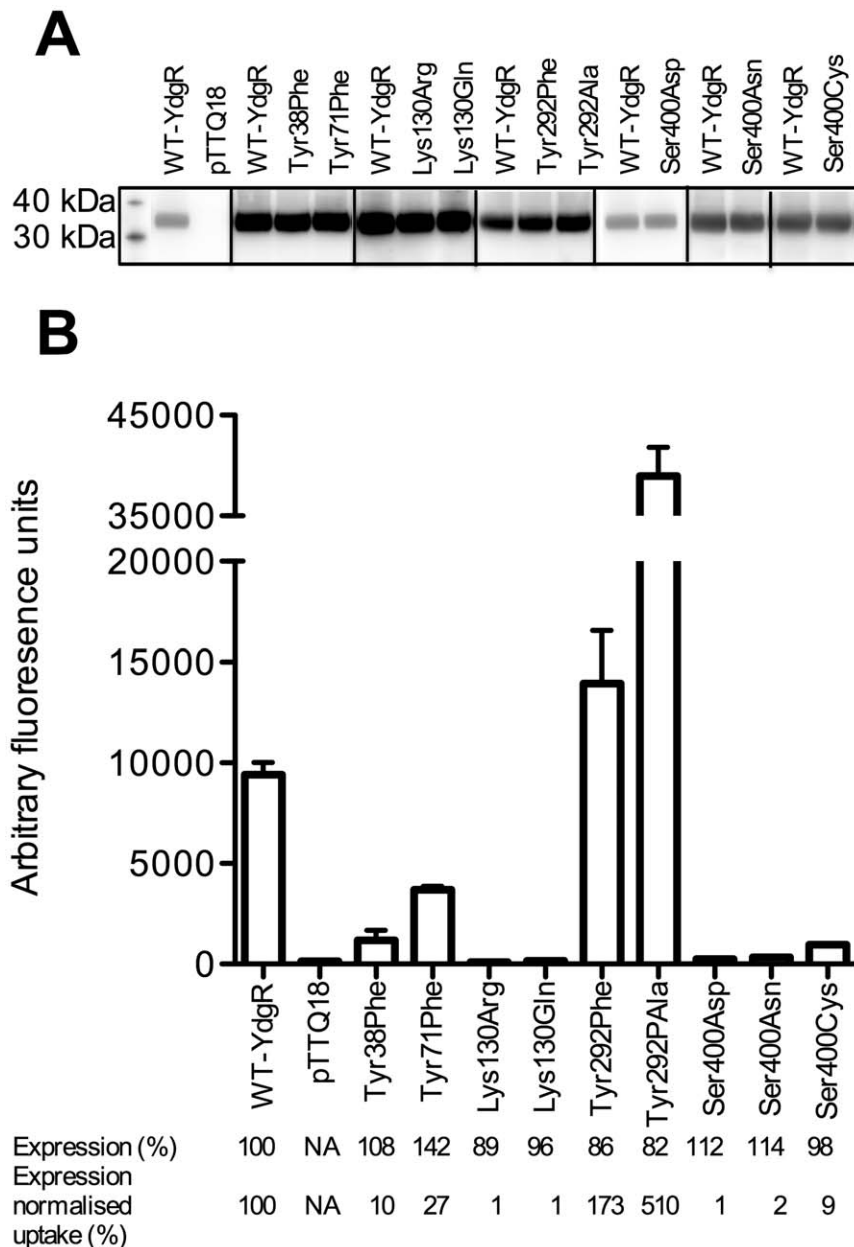 A
WT-YdgR pTTQ18 WT-YdgR Tyr38Phe Tyr71Phe WT-YdgR Lys130Arg Lys130Gln WT-YdgR Tyr292Phe Tyr292Ala WT-YdgR Ser400Asp WT-YdgR Ser400Asn WT-YdgR Ser400Cys
40 kDa
30 kDa
B
Arbitrary fluoresence units
45000
35000
20000
15000
10000
5000
0
WT-YdgR pTTQ18 Tyr38Phe Tyr71Phe Lys130Arg Lys130Gln Tyr292Phe Tyr292PAla Ser400Asp Ser400Asn Ser400Cys
Expression (%) 100 NA 108 142 89 96 86 82 112 114 98
Expression
normalised 100 NA 10 27 1 1 173 510 1 2 9
uptake (%)